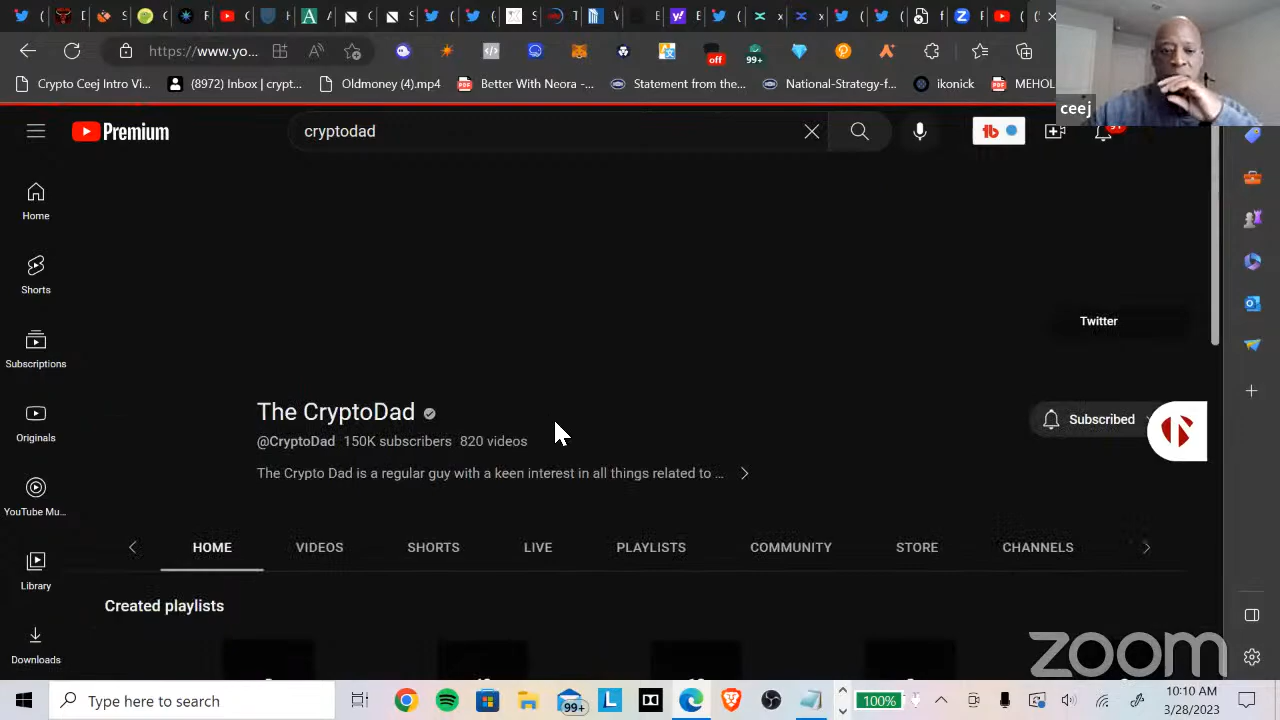 https://www.yo...
off
99+
Crypto Ceej Intro Vi...
(8972) Inbox | crypt...
Oldmoney (4).mp4
Better With Neora -...
Statement from the...
National-Strategy-f...
ikonick
MEHOL
ceej
Premium
cryptodad
Home
Shorts
Subscriptions
Originals
YouTube Mu...
Library
Downloads
Twitter
The CryptoDad
@CryptoDad 150K subscribers 820 videos
The Crypto Dad is a regular guy with a keen interest in all things related to ...
Subscribed
HOME VIDEOS SHORTS LIVE PLAYLISTS COMMUNITY STORE CHANNELS
Created playlists
zoom
Type here to search
99+
100%
10:10 AM
3/28/2023